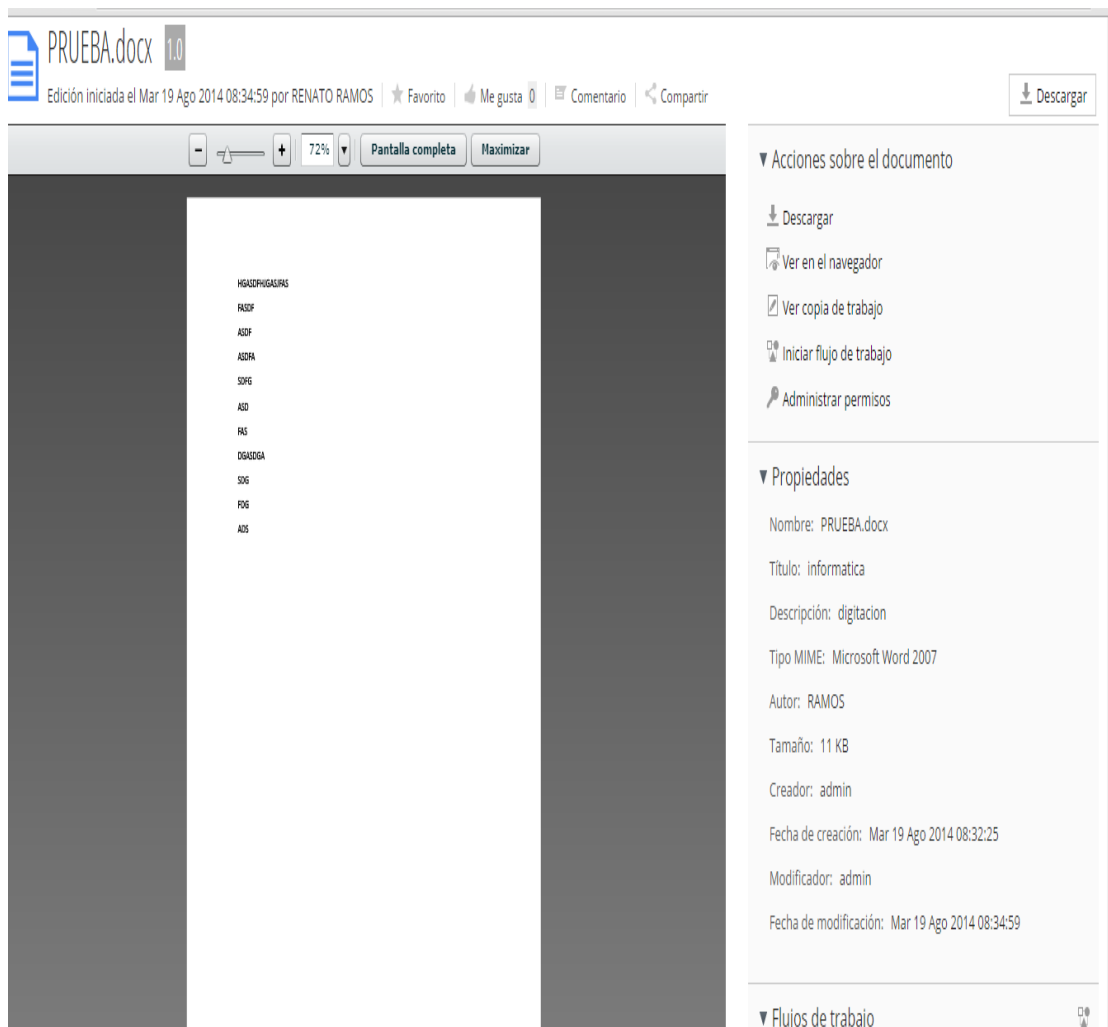 PRUEBA.docx 1.0
Edición iniciada el Mar 19 Ago 2014 08:34:59 por RENATO RAMOS Favorito Me gusta 0 Comentario Compartir
Descargar
- + 72% Pantalla completa Maximizar
HGASDFHJGASJFAS
FASDF
ASDF
ASDFA
SDFG
ASD
FAS
DGASDGA
SDG
FDG
ADS
Acciones sobre el documento
Descargar
Ver en el navegador
Ver copia de trabajo
Iniciar flujo de trabajo
Administrar permisos
Propiedades
Nombre: PRUEBA.docx
Título: informatica
Descripción: digitacion
Tipo MIME: Microsoft Word 2007
Autor: RAMOS
Tamaño: 11 KB
Creador: admin
Fecha de creación: Mar 19 Ago 2014 08:32:25
Modificador: admin
Fecha de modificación: Mar 19 Ago 2014 08:34:59
Flujos de trabajo